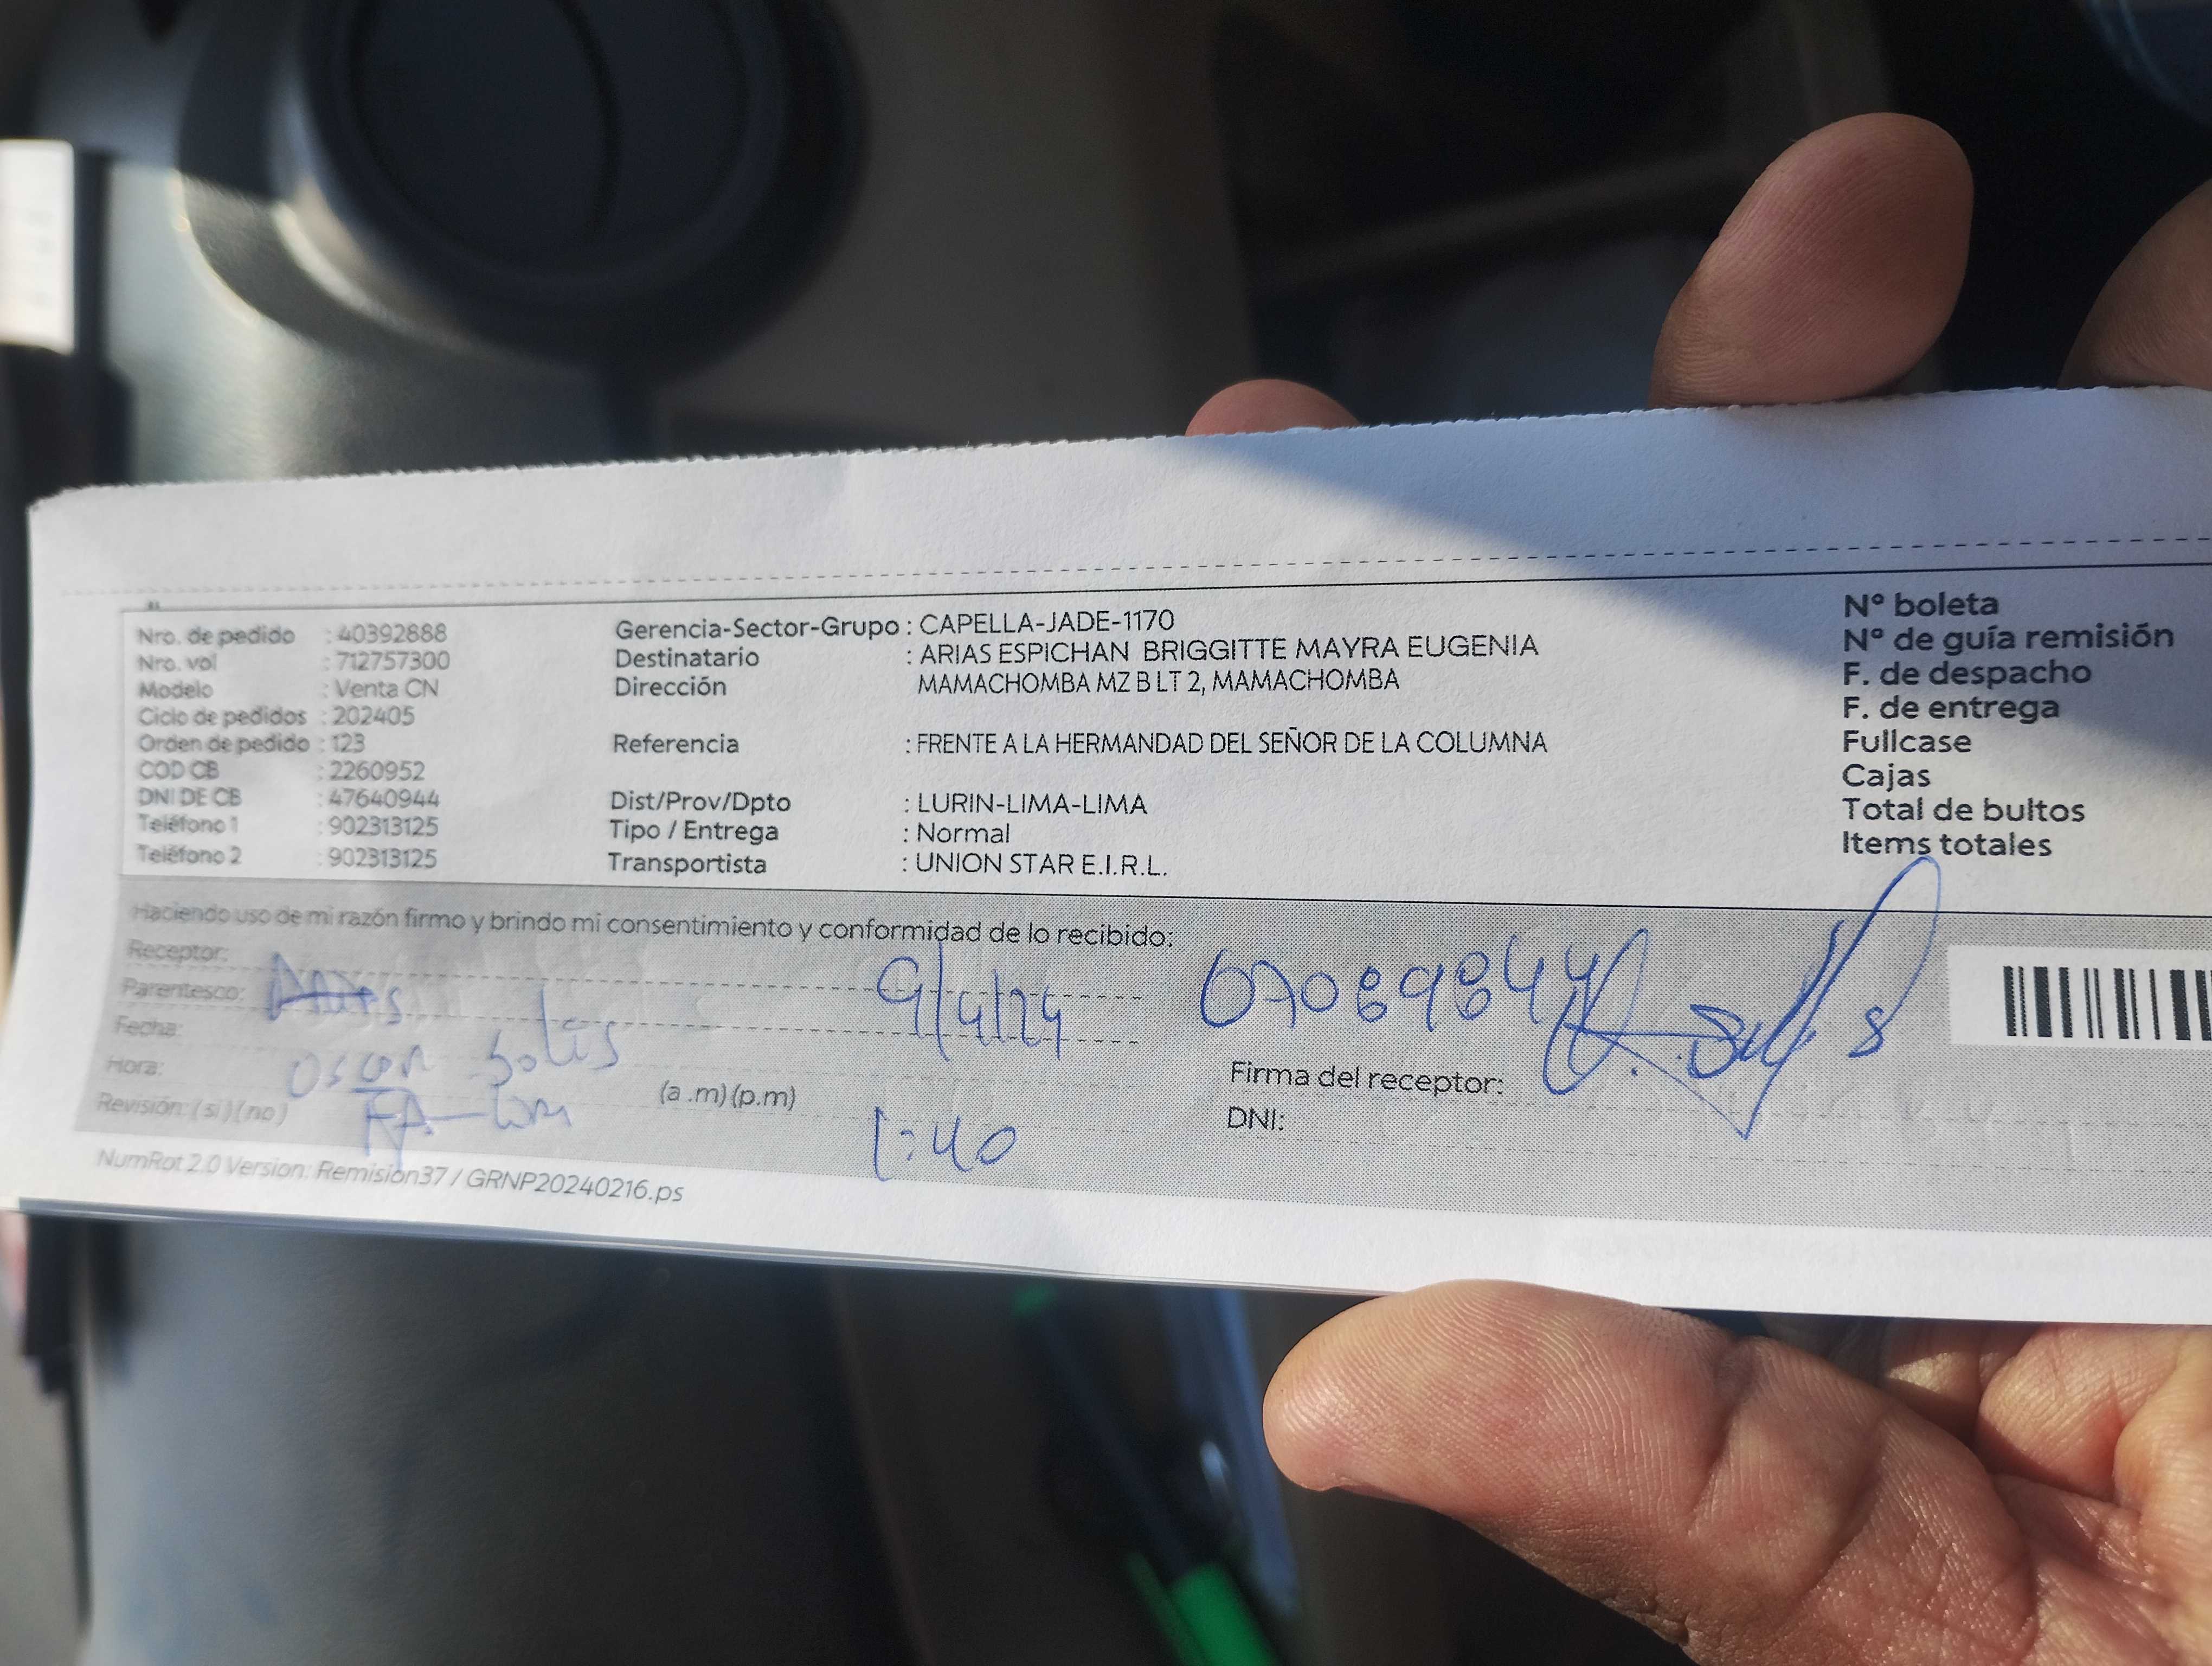 Nro. de pedido : 40392888
Nro. vol : 712757300
Modelo : Venta CN
Ciclo de pedidos : 202405
Orden de pedido : 123
COD CB : 2260952
DNI DE CB : 47640944
Teléfono 1 : 902313125
Teléfono 2 : 902313125
Gerencia-Sector-Grupo : CAPELLA-JADE-1170
Destinatario : ARIAS ESPICHAN BRIGGITTE MAYRA EUGENIA
Dirección MAMACHOMBA MZ B LT 2, MAMACHOMBA
Referencia : FRENTE A LA HERMANDAD DEL SEÑOR DE LA COLUMNA
Dist/Prov/Dpto : LURIN-LIMA-LIMA
Tipo / Entrega : Normal
Transportista : UNION STAR E.I.R.L.
N° boleta
N° de guía remisión
F. de despacho
F. de entrega
Fullcase
Cajas
Total de bultos
Items totales
Haciendo uso de mi razón firmo y brindo mi consentimiento y conformidad de lo recibido:
Receptor:
Parentesco:
Fecha:
Hora: (a .m) (p.m)
Revisión: ( si ) ( no )
Oscar Solis
9/4/24
1:40
Firma del receptor:
DNI:
NumRot 2.0 Version: Remision37 / GRNP20240216.ps